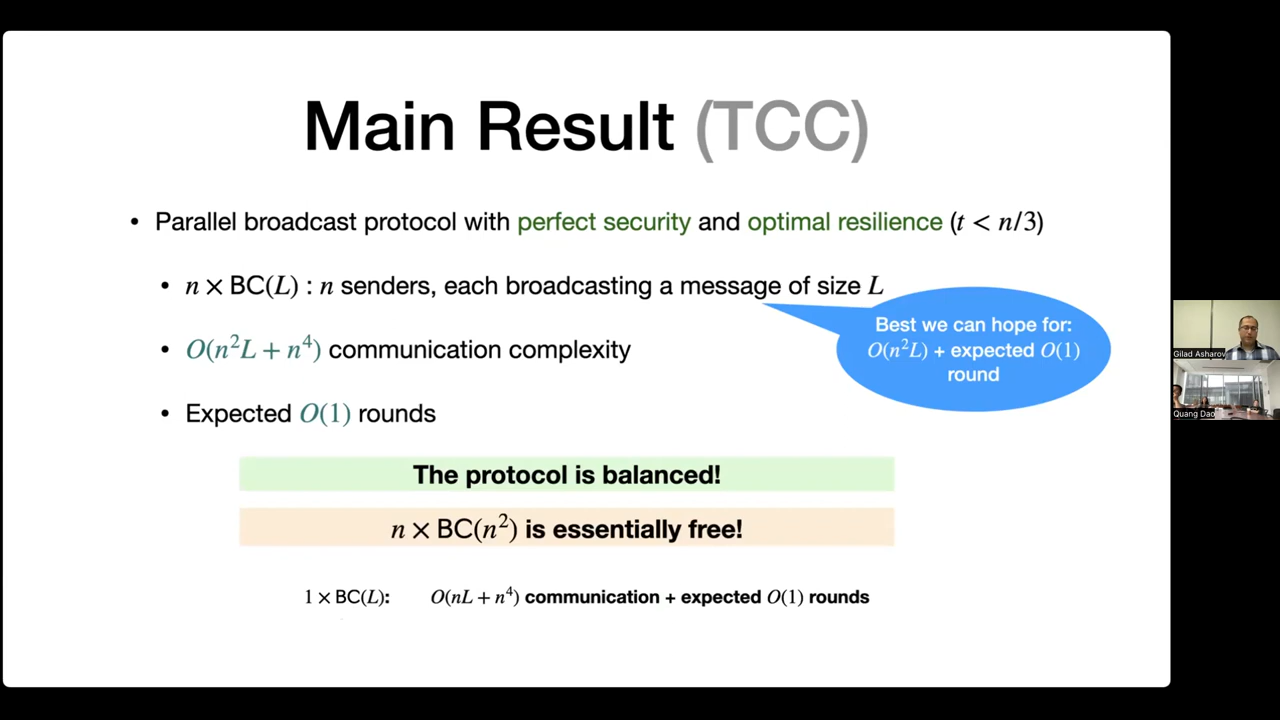 Main Result (TCC)
• Parallel broadcast protocol with perfect security and optimal resilience (t < n/3)
• n × BC(L) : n senders, each broadcasting a message of size L
Best we can hope for:
O(n²L) + expected O(1)
round
• O(n²L + n⁴) communication complexity
• Expected O(1) rounds
The protocol is balanced!
n × BC(n²) is essentially free!
1 × BC(L): O(nL + n⁴) communication + expected O(1) rounds
Gilad Asharov
Quang Dao